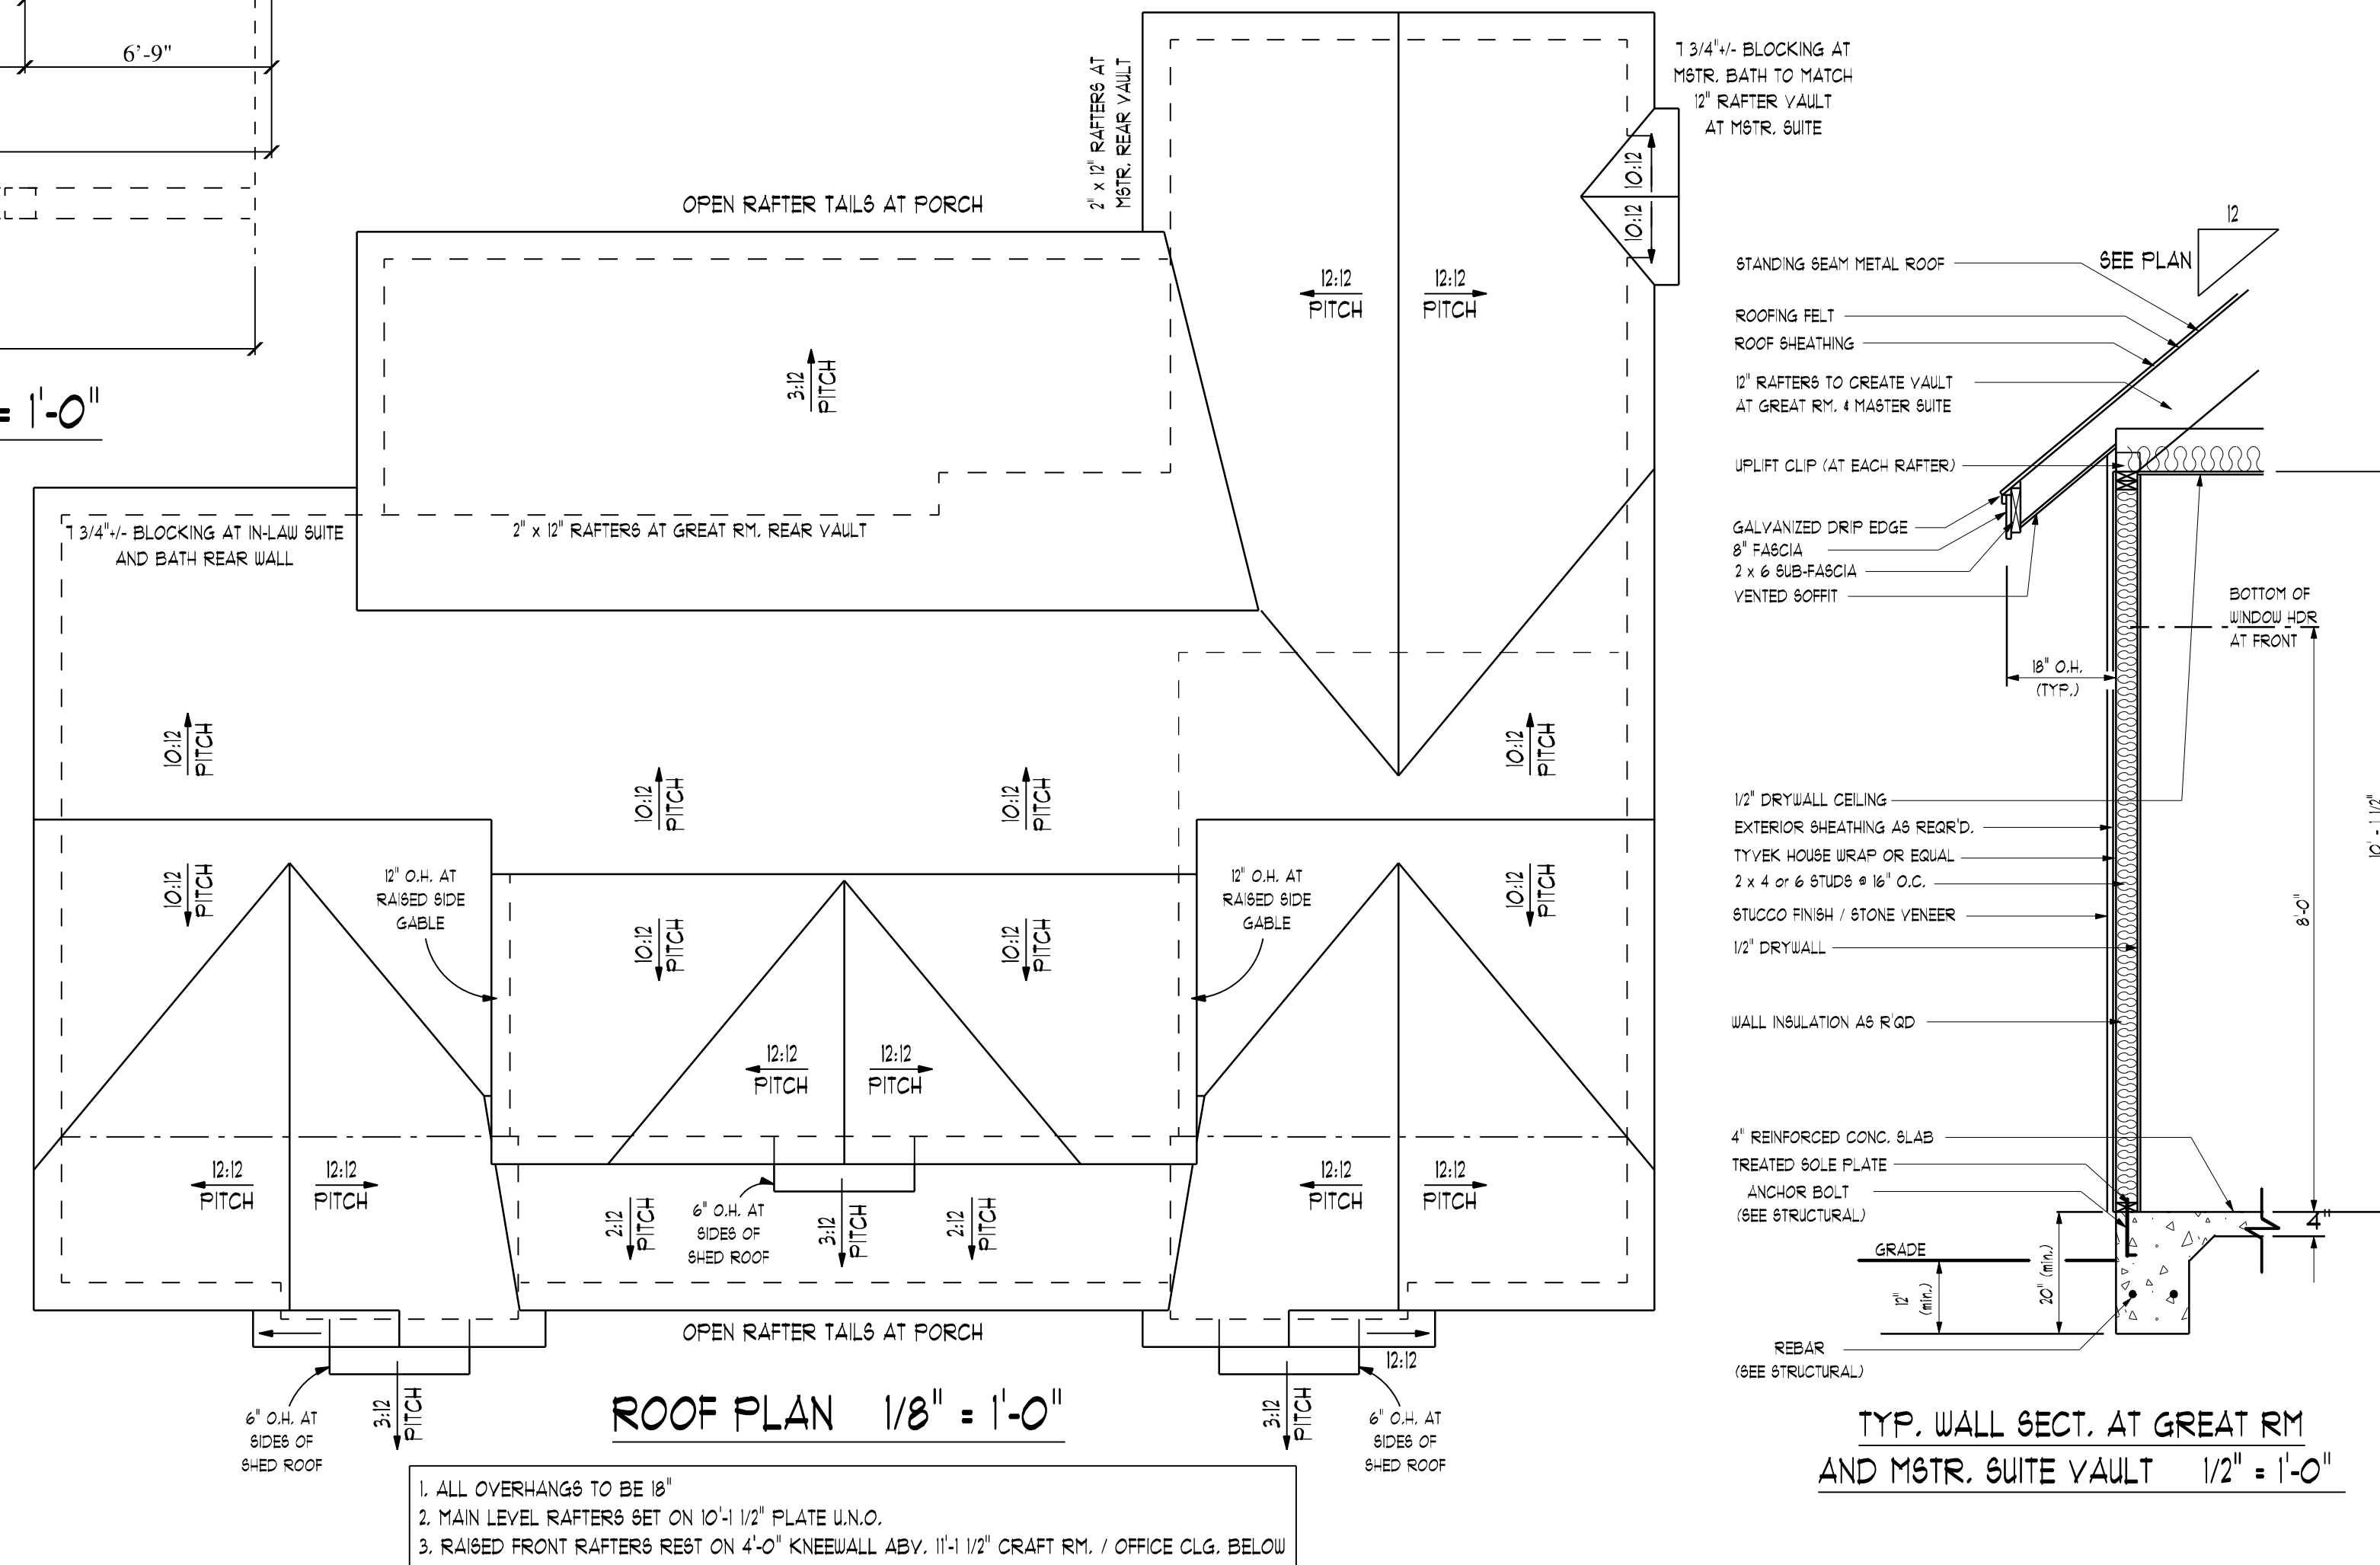 6'-9"
= 1'-0"
2" x 12" RAFTERS AT
MSTR. REAR VAULT
7 3/4"+/- BLOCKING AT
MSTR. BATH TO MATCH
12" RAFTER VAULT
AT MSTR. SUITE
10:12
10:12
OPEN RAFTER TAILS AT PORCH
12:12
PITCH
12:12
PITCH
3:12
PITCH
7 3/4"+/- BLOCKING AT IN-LAW SUITE
AND BATH REAR WALL
2" x 12" RAFTERS AT GREAT RM. REAR VAULT
10:12
PITCH
10:12
PITCH
10:12
PITCH
10:12
PITCH
10:12
PITCH
12" O.H. AT
RAISED SIDE
GABLE
10:12
PITCH
10:12
PITCH
12" O.H. AT
RAISED SIDE
GABLE
10:12
PITCH
12:12
PITCH
12:12
PITCH
12:12
PITCH
12:12
PITCH
12:12
PITCH
12:12
PITCH
2:12
PITCH
6" O.H. AT
SIDES OF
SHED ROOF
3:12
PITCH
2:12
PITCH
OPEN RAFTER TAILS AT PORCH
12:12
6" O.H. AT
SIDES OF
SHED ROOF
3:12
PITCH
3:12
PITCH
6" O.H. AT
SIDES OF
SHED ROOF
ROOF PLAN 1/8" = 1'-0"
1. ALL OVERHANGS TO BE 18"
2. MAIN LEVEL RAFTERS SET ON 10'-1 1/2" PLATE U.N.O.
3. RAISED FRONT RAFTERS REST ON 4'-0" KNEEWALL ABV. 11'-1 1/2" CRAFT RM. / OFFICE CLG. BELOW
12
SEE PLAN
STANDING SEAM METAL ROOF
ROOFING FELT
ROOF SHEATHING
12" RAFTERS TO CREATE VAULT
AT GREAT RM. & MASTER SUITE
UPLIFT CLIP (AT EACH RAFTER)
GALVANIZED DRIP EDGE
8" FASCIA
2 x 6 SUB-FASCIA
VENTED SOFFIT
BOTTOM OF
WINDOW HDR
AT FRONT
18" O.H.
(TYP.)
1/2" DRYWALL CEILING
EXTERIOR SHEATHING AS REQR'D.
TYVEK HOUSE WRAP OR EQUAL
2 x 4 or 6 STUDS @ 16" O.C.
STUCCO FINISH / STONE VENEER
1/2" DRYWALL
WALL INSULATION AS R'QD
10' - 1 1/2"
8'-0"
4" REINFORCED CONC. SLAB
TREATED SOLE PLATE
ANCHOR BOLT
(SEE STRUCTURAL)
4"
GRADE
12"
(min.)
20" (min.)
REBAR
(SEE STRUCTURAL)
TYP. WALL SECT. AT GREAT RM
AND MSTR. SUITE VAULT 1/2" = 1'-0"